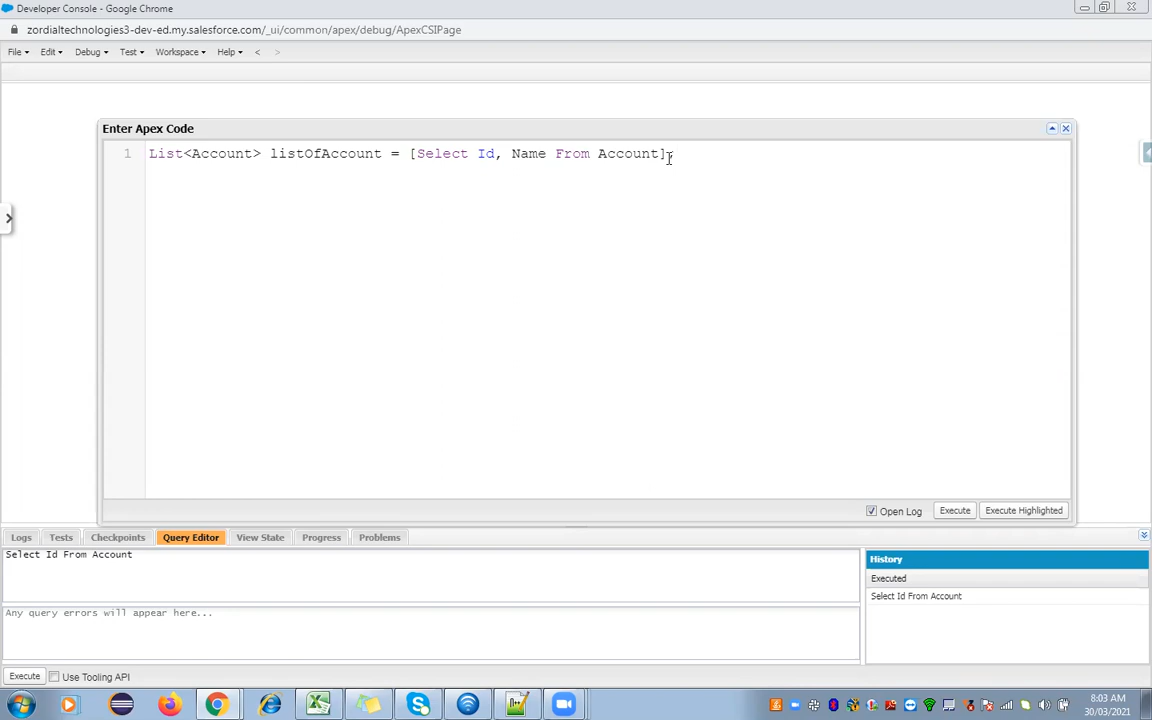 Developer Console - Google Chrome
zordialtechnologies3-dev-ed.my.salesforce.com/_ui/common/apex/debug/ApexCSIPage
File Edit Debug Test Workspace Help < >
Enter Apex Code
1 List<Account> listOfAccount = [Select Id, Name From Account];
Open Log Execute Execute Highlighted
Logs Tests Checkpoints Query Editor View State Progress Problems
Select Id From Account
History
Executed
Select Id From Account
Any query errors will appear here...
Execute Use Tooling API
8:03 AM
30/03/2021